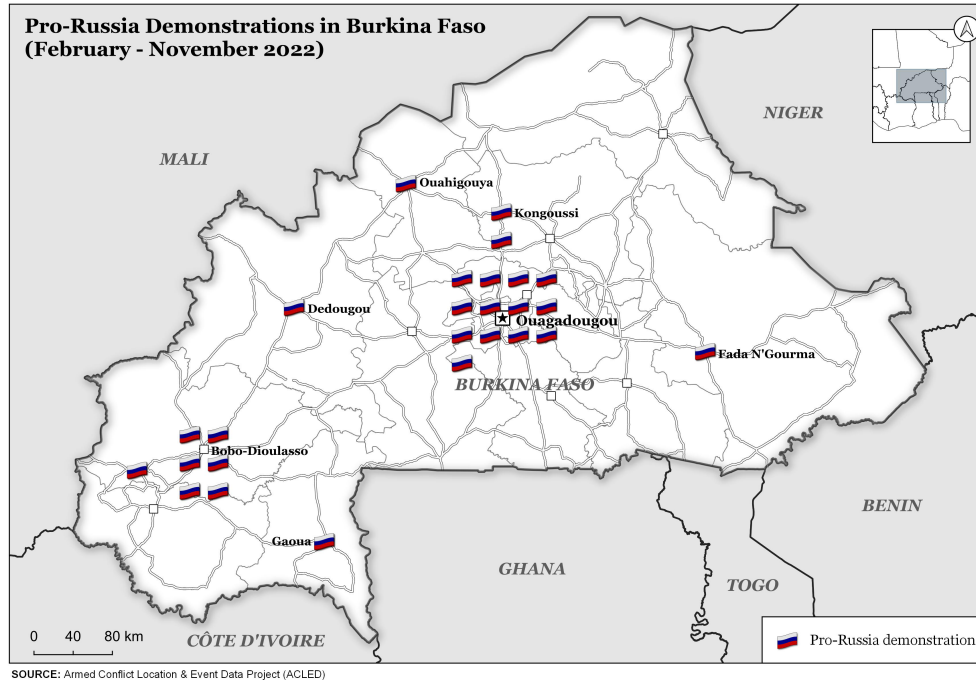 Pro-Russia Demonstrations in Burkina Faso
(February - November 2022)
NIGER
MALI
Ouahigouya
Kongoussi
Dedougou
Ouagadougou
Fada N'Gourma
BURKINA FASO
Bobo-Dioulasso
BENIN
Gaoua
GHANA
TOGO
CÔTE D'IVOIRE
0 40 80 km
Pro-Russia demonstration
SOURCE: Armed Conflict Location & Event Data Project (ACLED)